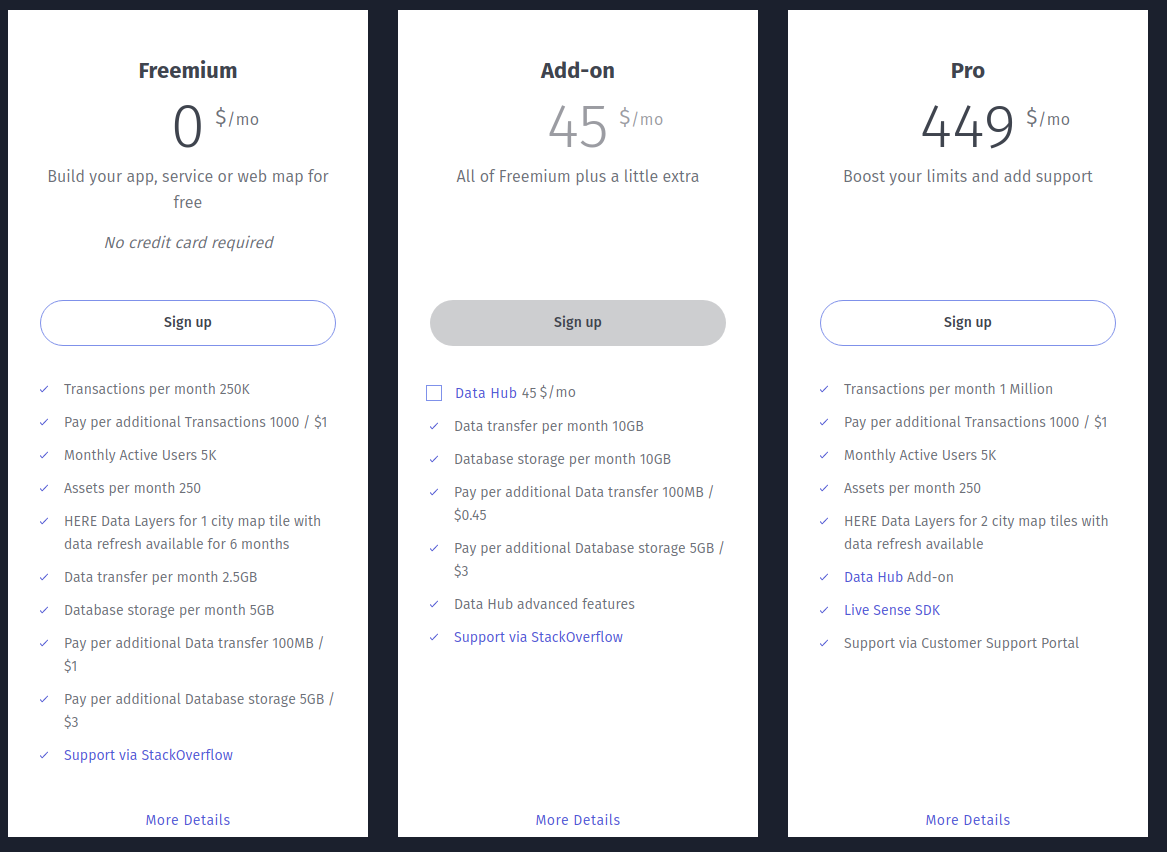 Freemium
0 $/mo
Build your app, service or web map for
free
No credit card required
Sign up
Transactions per month 250K
Pay per additional Transactions 1000 / $1
Monthly Active Users 5K
Assets per month 250
HERE Data Layers for 1 city map tile with
data refresh available for 6 months
Data transfer per month 2.5GB
Database storage per month 5GB
Pay per additional Data transfer 100MB /
$1
Pay per additional Database storage 5GB /
$3
Support via StackOverflow
More Details
Add-on
45 $/mo
All of Freemium plus a little extra
Sign up
Data Hub 45 $/mo
Data transfer per month 10GB
Database storage per month 10GB
Pay per additional Data transfer 100MB /
$0.45
Pay per additional Database storage 5GB /
$3
Data Hub advanced features
Support via StackOverflow
More Details
Pro
449 $/mo
Boost your limits and add support
Sign up
Transactions per month 1 Million
Pay per additional Transactions 1000 / $1
Monthly Active Users 5K
Assets per month 250
HERE Data Layers for 2 city map tiles with
data refresh available
Data Hub Add-on
Live Sense SDK
Support via Customer Support Portal
More Details